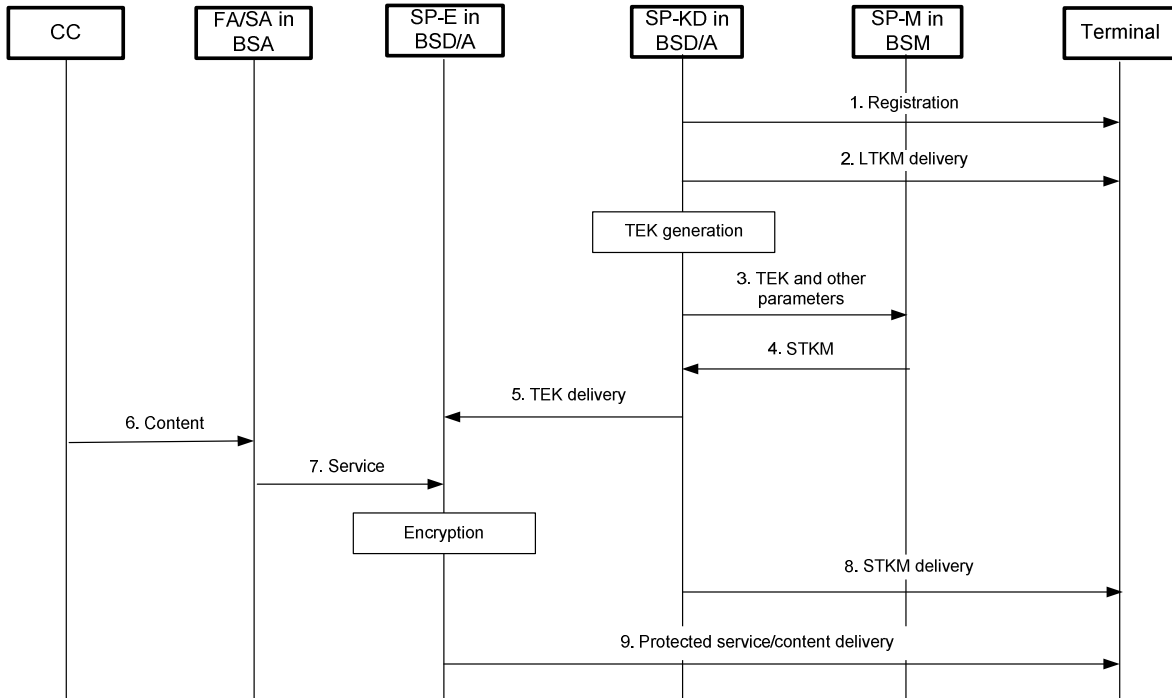 CC
FA/SA in
BSA
SP-E in
BSD/A
SP-KD in
BSD/A
SP-M in
BSM
Terminal
1. Registration
2. LTKM delivery
TEK generation
3. TEK and other
parameters
4. STKM
5. TEK delivery
6. Content
7. Service
Encryption
8. STKM delivery
9. Protected service/content delivery